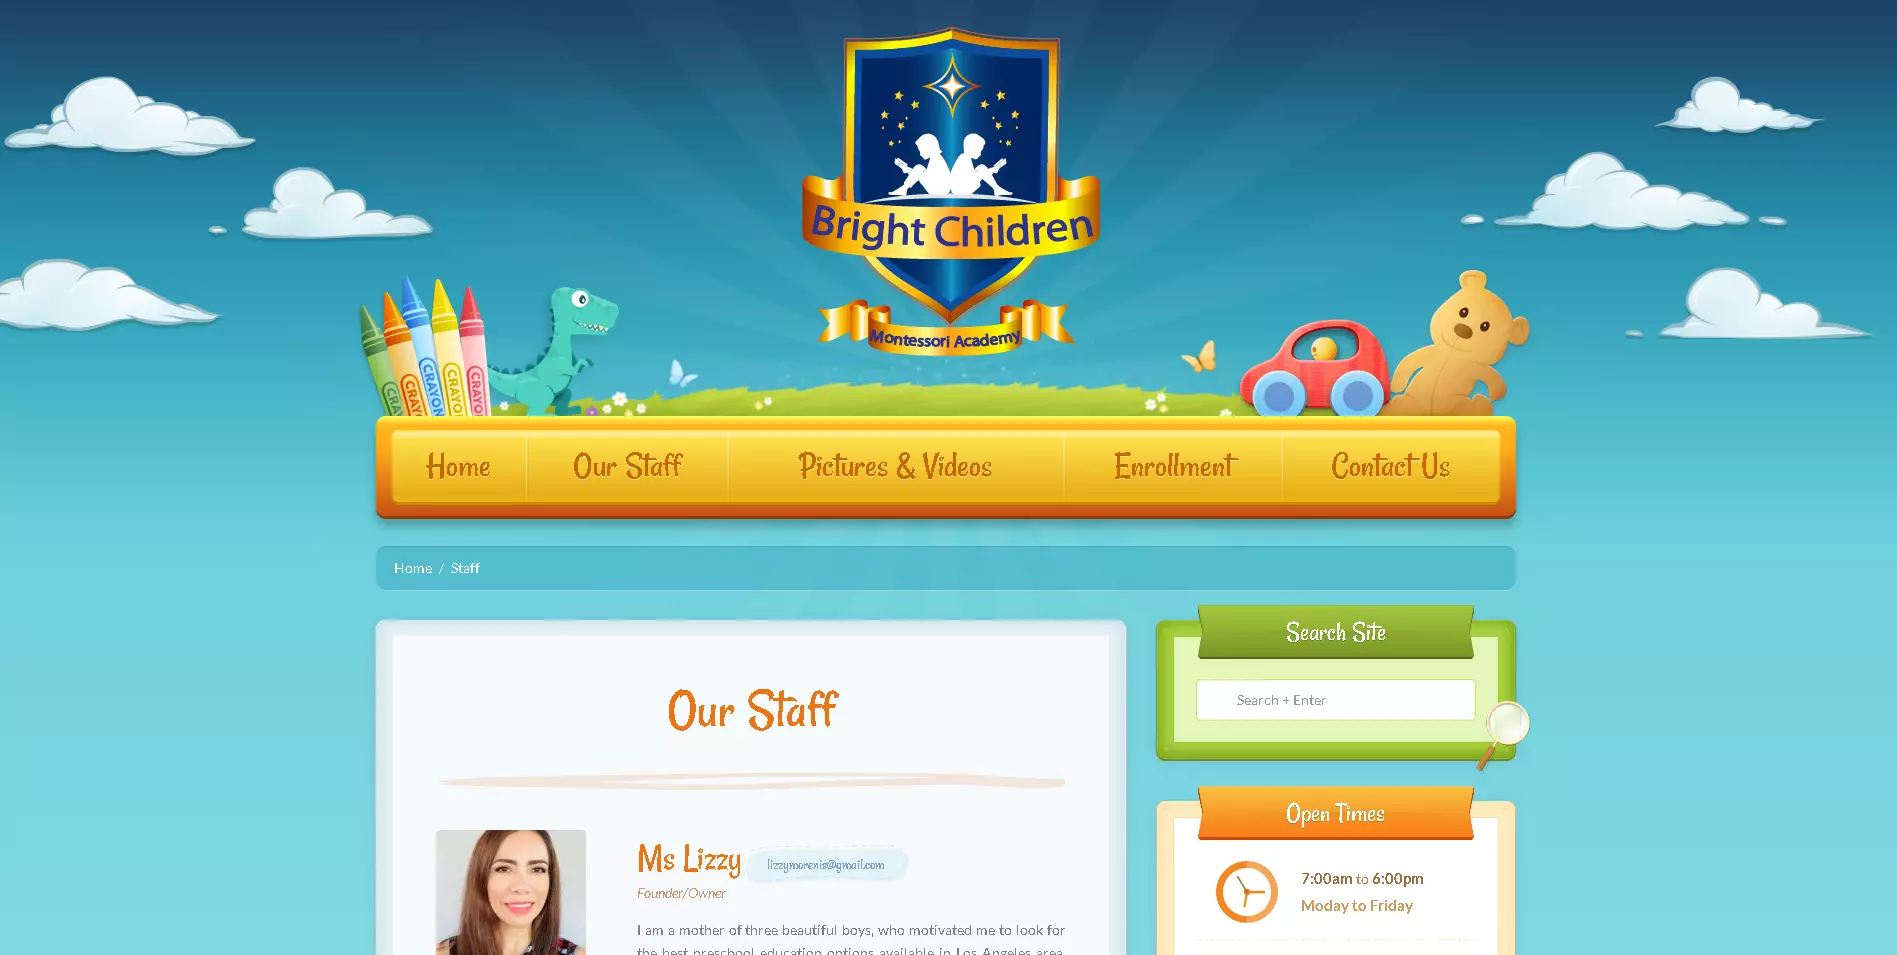 Bright Children
Montessori Academy
CRAYON
CRAYON
Home
Our Staff
Pictures & Videos
Enrollment
Contact Us
Home / Staff
Search Site
Search + Enter
Our Staff
Open Times
Ms Lizzy
lizzymorenis@gmail.com
Founder/Owner
7:00am to 6:00pm
Moday to Friday
I am a mother of three beautiful boys, who motivated me to look for
the best preschool education options available in Los Angeles area.